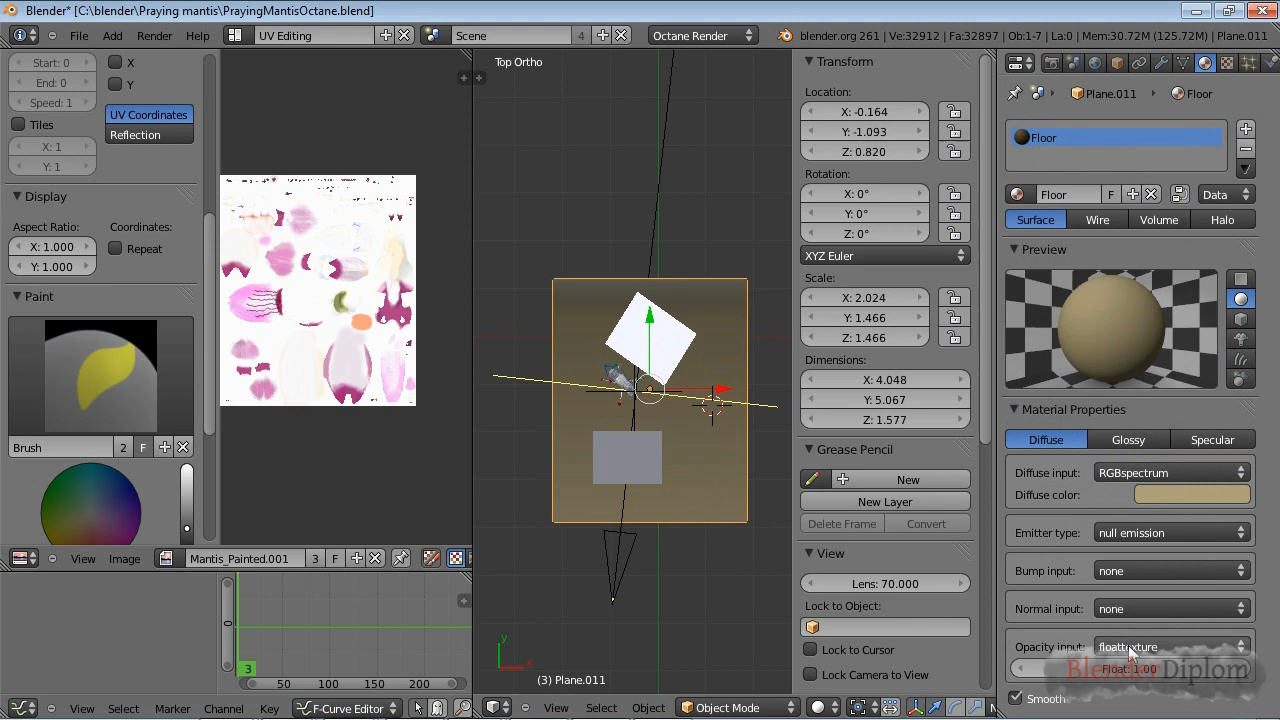 Blender* [C:\blender\Praying mantis\PrayingMantisOctane.blend]
File Add Render Help UV Editing Scene 4 Octane Render blender.org 261 | Ve:32912 | Fa:32897 | Ob:1-7 | La:0 | Mem:30.72M (125.72M) | Plane.011
Start: 0
End: 0
Speed: 1
X
Y
Tiles
X: 1
Y: 1
UV Coordinates
Reflection
Display
Aspect Ratio:
X: 1.000
Y: 1.000
Coordinates:
Repeat
Paint
Brush 2 F
View Image Mantis_Painted.001 3 F
0
3
50 100 150 200
View Select Marker Channel Key F-Curve Editor
Top Ortho
y
x
(3) Plane.011
View Select Object Object Mode
Transform
Location:
X: -0.164
Y: -1.093
Z: 0.820
Rotation:
X: 0°
Y: 0°
Z: 0°
XYZ Euler
Scale:
X: 2.024
Y: 1.466
Z: 1.466
Dimensions:
X: 4.048
Y: 5.067
Z: 1.577
Grease Pencil
New
New Layer
Delete Frame Convert
View
Lens: 70.000
Lock to Object:
Lock to Cursor
Lock Camera to View
Plane.011 Floor
Floor
Floor F Data
Surface Wire Volume Halo
Preview
Material Properties
Diffuse Glossy Specular
Diffuse input: RGBspectrum
Diffuse color:
Emitter type: null emission
Bump input: none
Normal input: none
Opacity input: floattexture
Float: 1.00
Smooth
BlenderDiplom